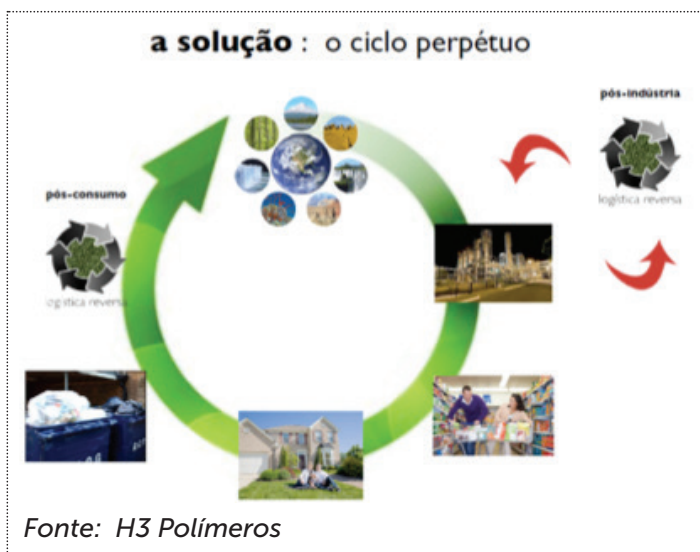 a solução : o ciclo perpétuo
pós-indústria
logística reversa
pós-consumo
logística reversa
Fonte: H3 Polímeros